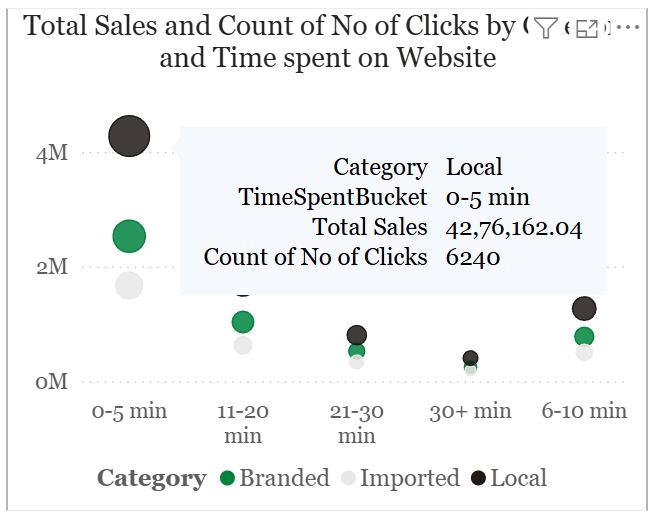 Total Sales and Count of No of Clicks by
and Time spent on Website
4M
2M
0M
Category Local
TimeSpentBucket 0-5 min
Total Sales 42,76,162.04
Count of No of Clicks 6240
0-5 min
11-20
min
21-30
min
30+ min
6-10 min
Category Branded Imported Local